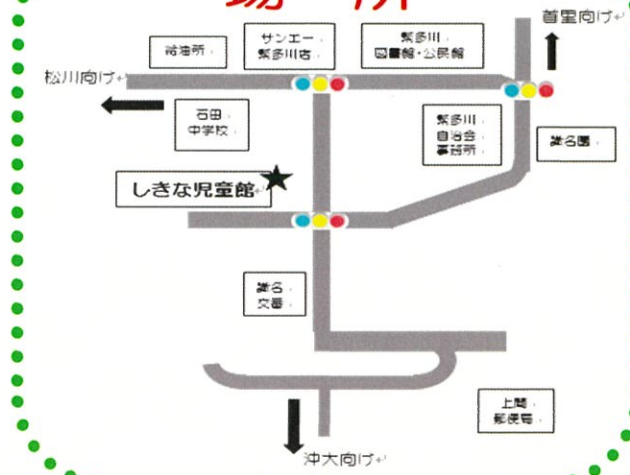 場 所
首里向け
給油所
サンエー
繁多川店
繁多川
図書館・公民館
松川向け
石田
中学校
繁多川
自治会
事務所
識名園
しきな児童館
識名
交番
上間
郵便局
沖大向け